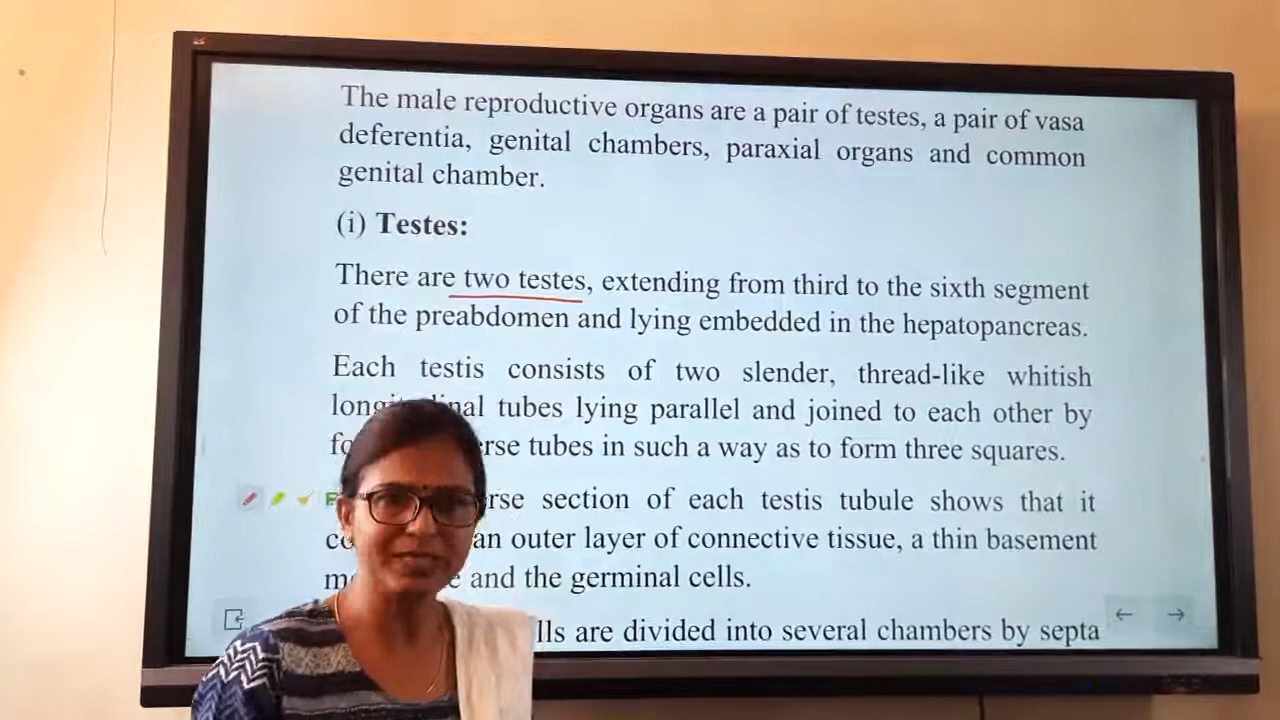 The male reproductive organs are a pair of testes, a pair of vasa
deferentia, genital chambers, paraxial organs and common
genital chamber.
(i) Testes:
There are two testes, extending from third to the sixth segment
of the preabdomen and lying embedded in the hepatopancreas.
Each testis consists of two slender, thread-like whitish
tubes lying parallel and joined to each other by
tubes in such a way as to form three squares.
section of each testis tubule shows that it
an outer layer of connective tissue, a thin basement
and the germinal cells.
are divided into several chambers by septa